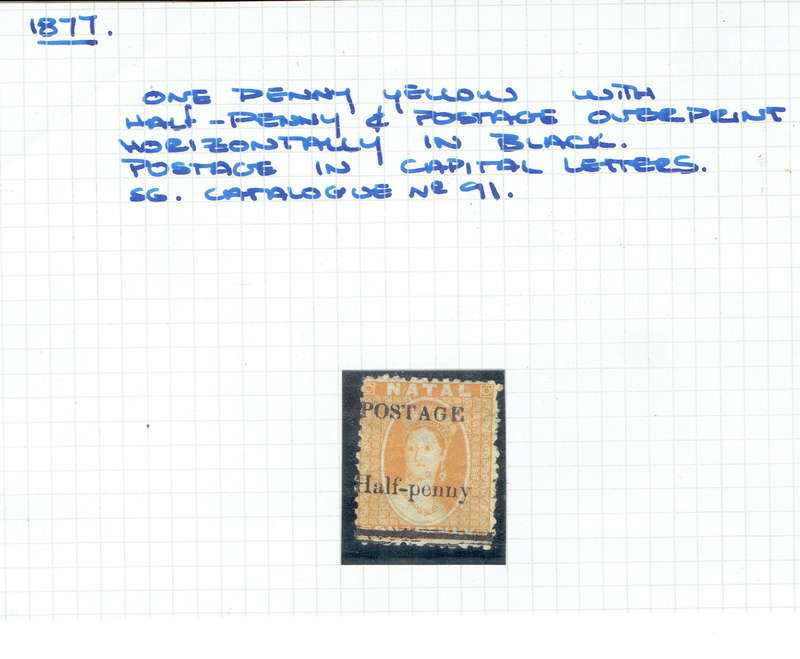 1877.
ONE PENNY YELLOW WITH
HALF-PENNY & POSTAGE OVERPRINT
HORIZONTALLY IN BLACK.
POSTAGE IN CAPITAL LETTERS.
SG. CATALOGUE Nº 91.
NATAL
POSTAGE
Half-penny